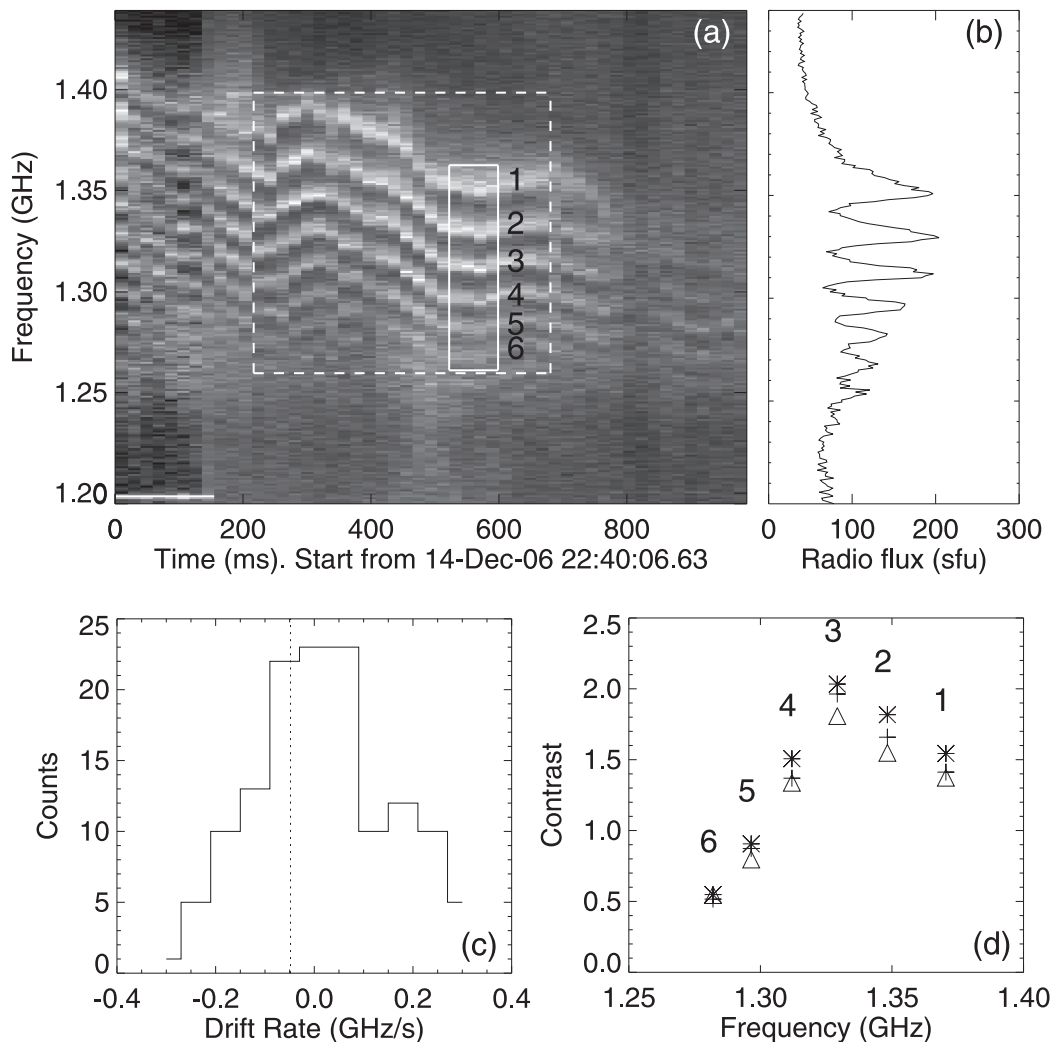 (a)
1.40
1.35
1.30
1.25
1.20
Frequency (GHz)
1
2
3
4
5
6
0 200 400 600 800
Time (ms). Start from 14-Dec-06 22:40:06.63
(b)
0 100 200 300
Radio flux (sfu)
25
20
15
10
5
0
Counts
(c)
-0.4 -0.2 0.0 0.2 0.4
Drift Rate (GHz/s)
2.5
2.0
1.5
1.0
0.5
0.0
Contrast
3
2
4
1
5
6
(d)
1.25 1.30 1.35 1.40
Frequency (GHz)